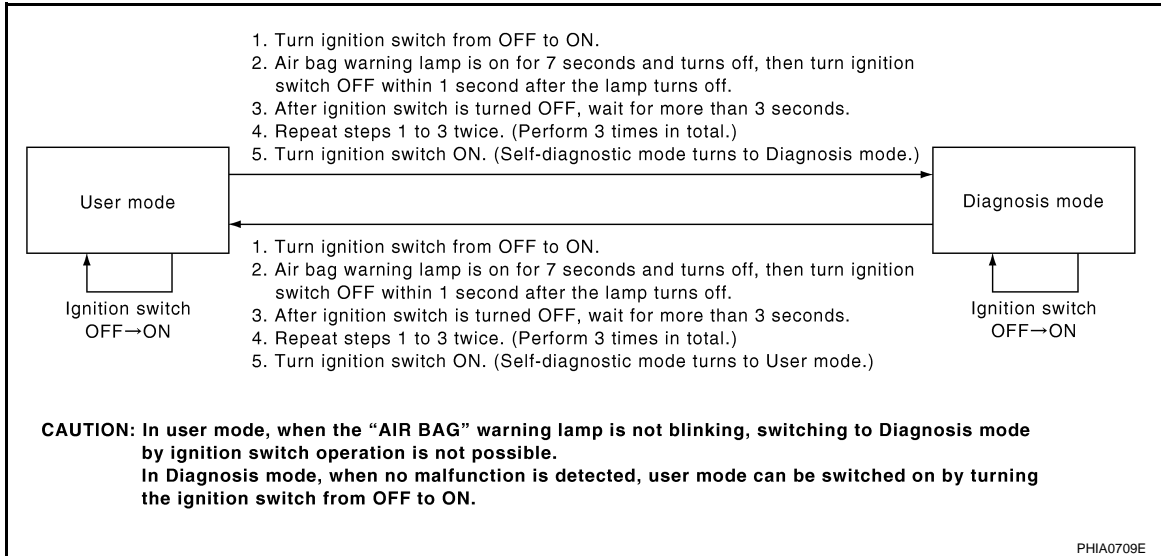 1. Turn ignition switch from OFF to ON.
2. Air bag warning lamp is on for 7 seconds and turns off, then turn ignition
switch OFF within 1 second after the lamp turns off.
3. After ignition switch is turned OFF, wait for more than 3 seconds.
4. Repeat steps 1 to 3 twice. (Perform 3 times in total.)
5. Turn ignition switch ON. (Self-diagnostic mode turns to Diagnosis mode.)
User mode
Diagnosis mode
1. Turn ignition switch from OFF to ON.
2. Air bag warning lamp is on for 7 seconds and turns off, then turn ignition
switch OFF within 1 second after the lamp turns off.
3. After ignition switch is turned OFF, wait for more than 3 seconds.
4. Repeat steps 1 to 3 twice. (Perform 3 times in total.)
5. Turn ignition switch ON. (Self-diagnostic mode turns to User mode.)
Ignition switch
OFF→ON
Ignition switch
OFF→ON
CAUTION: In user mode, when the “AIR BAG” warning lamp is not blinking, switching to Diagnosis mode
by ignition switch operation is not possible.
In Diagnosis mode, when no malfunction is detected, user mode can be switched on by turning
the ignition switch from OFF to ON.
PHIA0709E